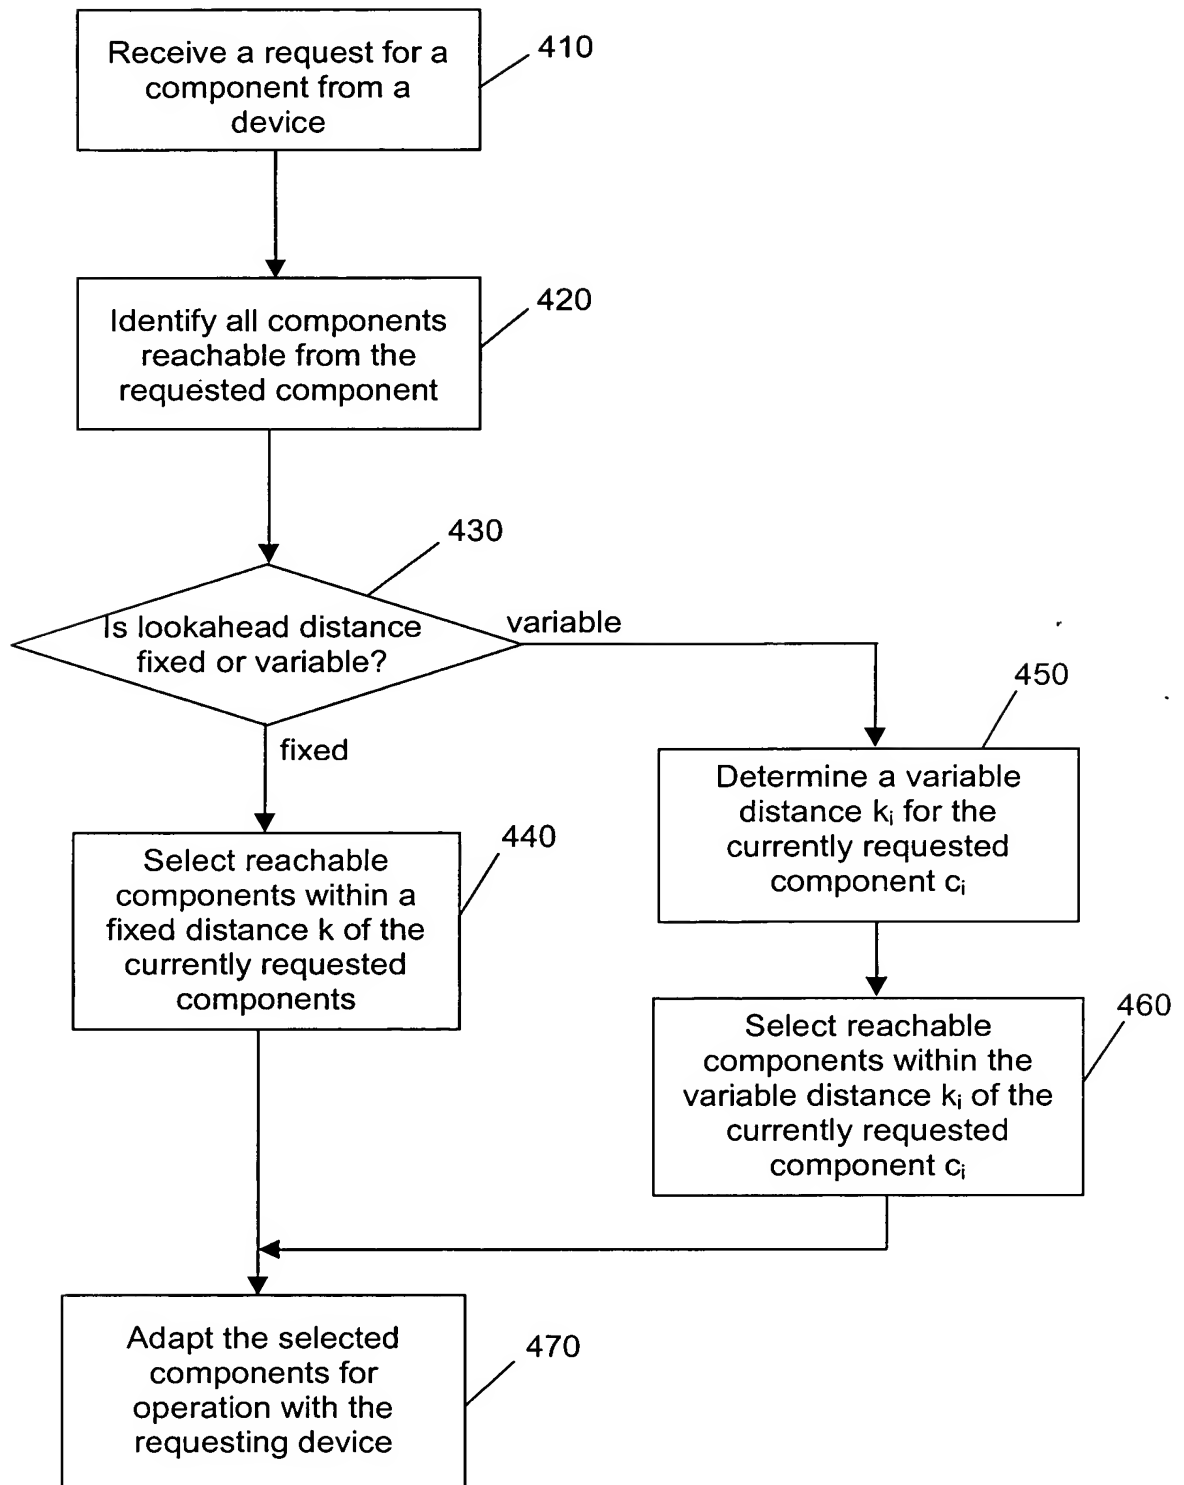 Receive a request for a
component from a
device
410
Identify all components
reachable from the
requested component
420
430
Is lookahead distance
fixed or variable?
variable
fixed
450
Determine a variable
distance kᵢ for the
currently requested
component cᵢ
440
Select reachable
components within a
fixed distance k of the
currently requested
components
460
Select reachable
components within the
variable distance kᵢ of the
currently requested
component cᵢ
Adapt the selected
components for
operation with the
requesting device
470